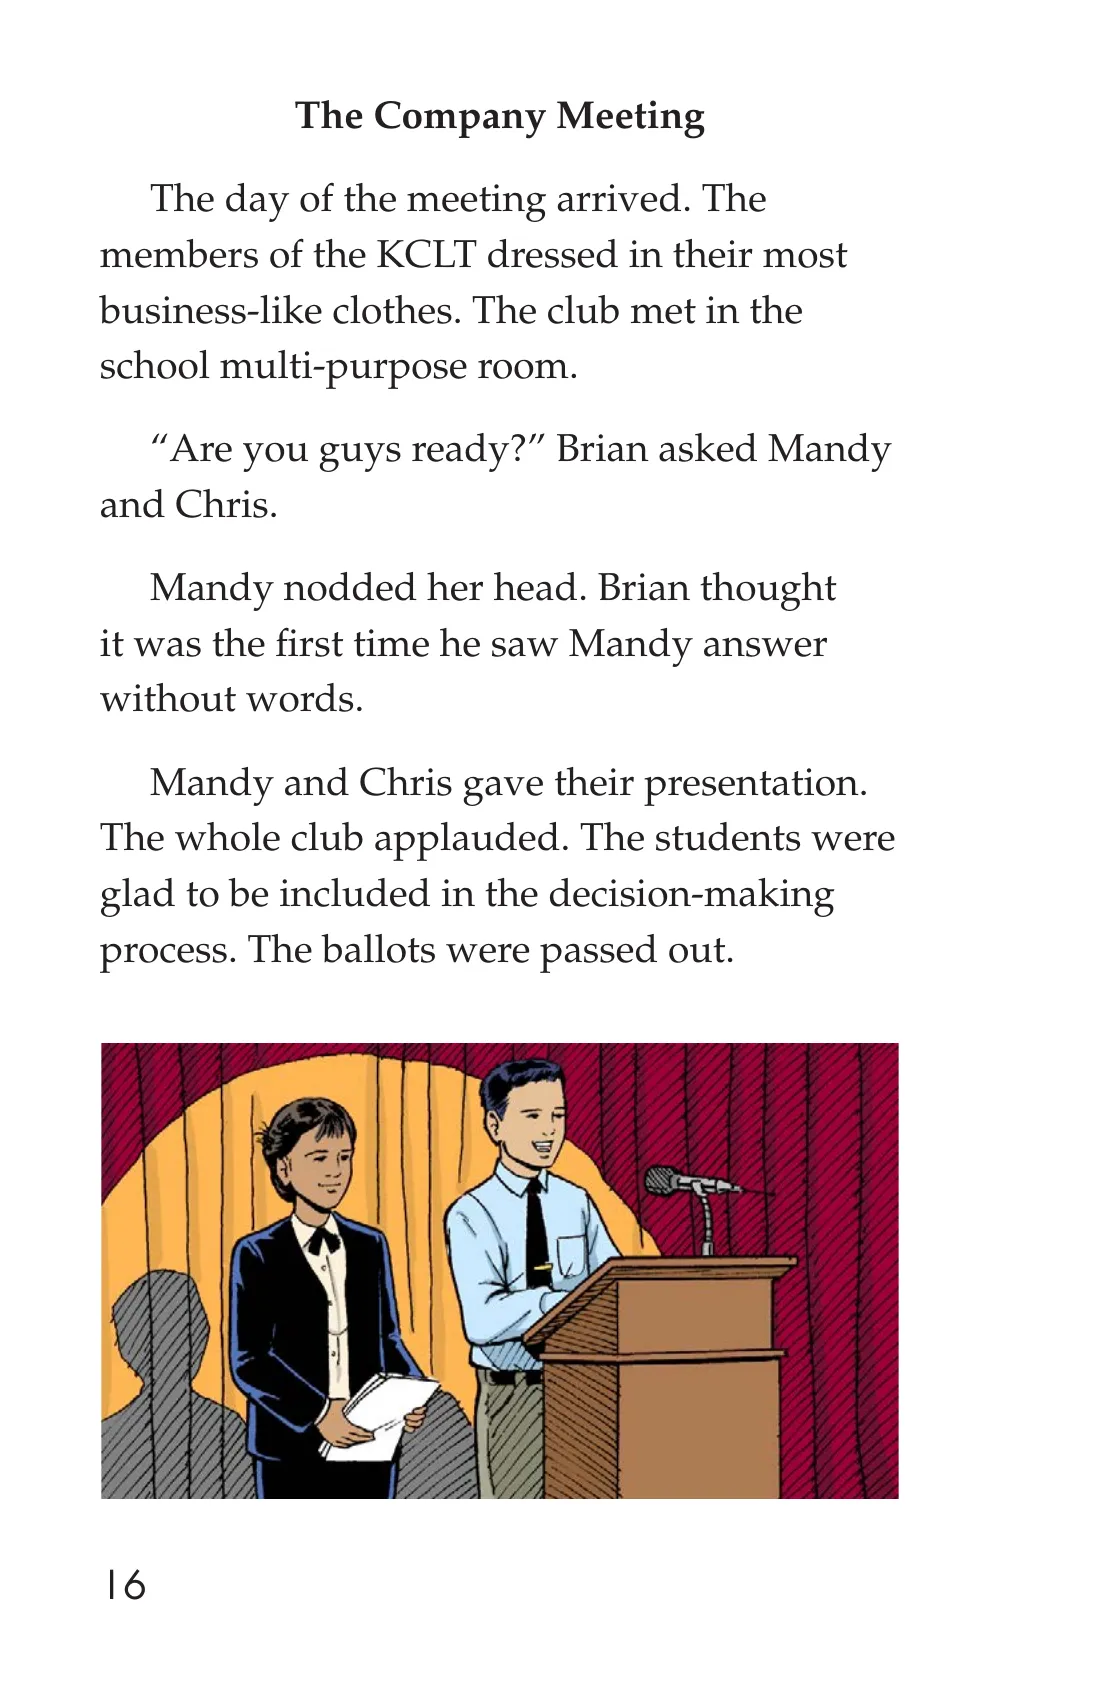 The Company Meeting
The day of the meeting arrived. The
members of the KCLT dressed in their most
business-like clothes. The club met in the
school multi-purpose room.
“Are you guys ready?” Brian asked Mandy
and Chris.
Mandy nodded her head. Brian thought
it was the first time he saw Mandy answer
without words.
Mandy and Chris gave their presentation.
The whole club applauded. The students were
glad to be included in the decision-making
process. The ballots were passed out.
16